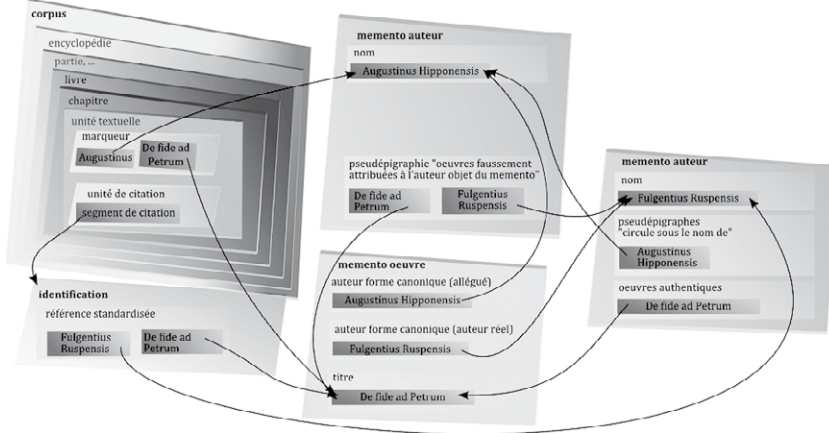 corpus
encyclopédie
partie, ...
livre
chapitre
unité textuelle
marqueur
Augustinus
De fide ad
Petrum
unité de citation
segment de citation
identification
référence standardisée
Fulgentius
Ruspensis
De fide ad
Petrum
memento auteur
nom
Augustinus Hipponensis
pseudépigraphie "oeuvres faussement
attribuées à l'auteur objet du memento"
De fide ad
Petrum
Fulgentius
Ruspensis
memento oeuvre
auteur forme canonique (allégué)
Augustinus Hipponensis
auteur forme canonique (auteur réel)
Fulgentius Ruspensis
titre
De fide ad Petrum
memento auteur
nom
Fulgentius Ruspensis
pseudépigraphes
"circule sous le nom de"
Augustinus
Hipponensis
oeuvres authentiques
De fide ad Petrum